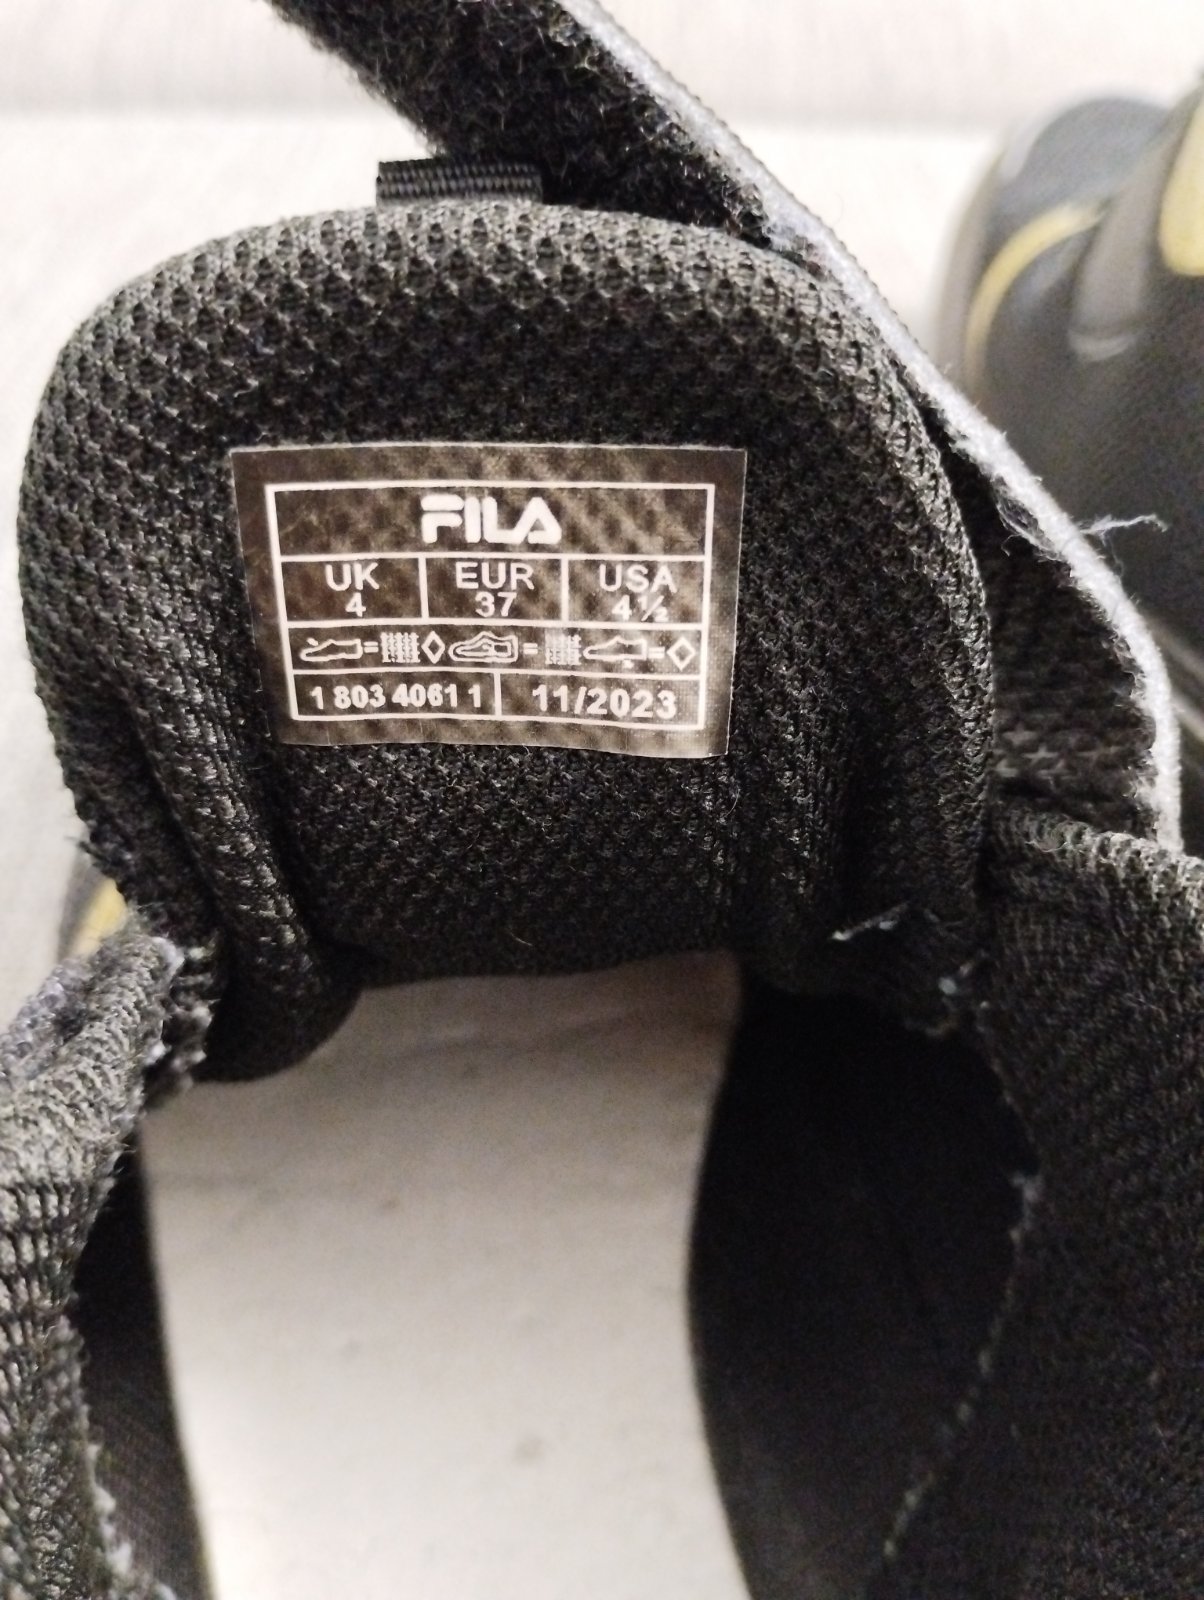 FILA
UK EUR USA
4 37 4½
1 803 4061 1 11/2023